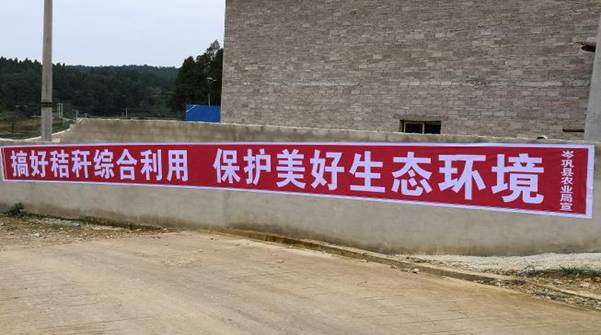 搞好秸秆综合利用 保护美好生态环境
岑巩县农业局宣